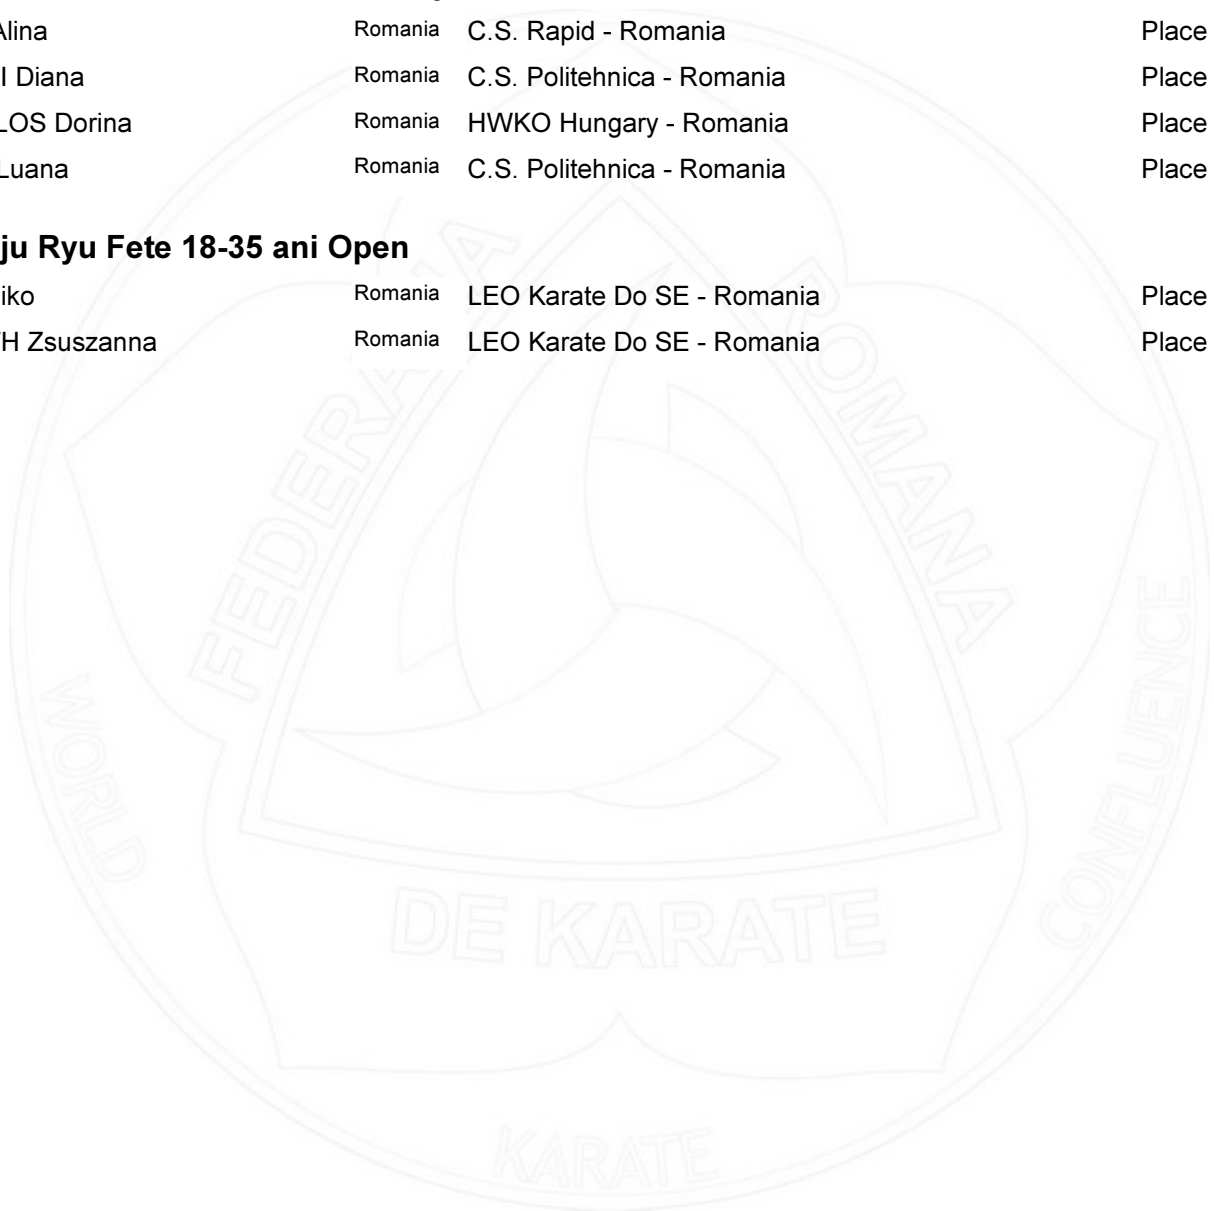 Alina Romania C.S. Rapid - Romania Place
I Diana Romania C.S. Politehnica - Romania Place
LOS Dorina Romania HWKO Hungary - Romania Place
Luana Romania C.S. Politehnica - Romania Place
ju Ryu Fete 18-35 ani Open
iko Romania LEO Karate Do SE - Romania Place
H Zsuszanna Romania LEO Karate Do SE - Romania Place
FEDERATIA ROMANA
DE KARATE
WORLD KARATE CONFLUENCE